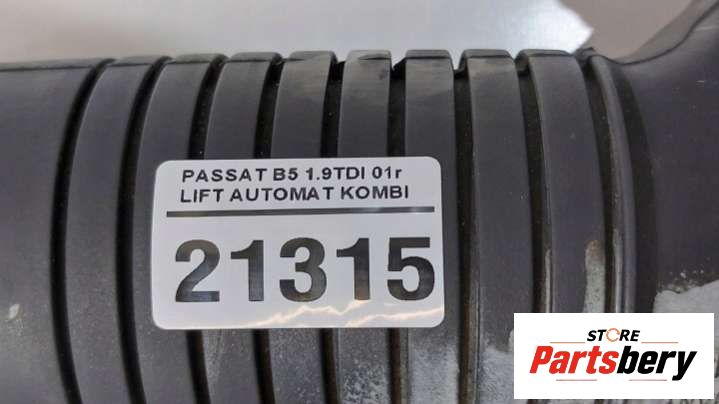 PASSAT B5 1.9TDI 01r
LIFT AUTOMAT KOMBI
21315
STORE
Partsbery